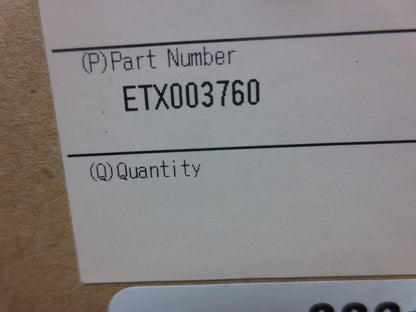 (P)Part Number
ETX003760
(Q)Quantity